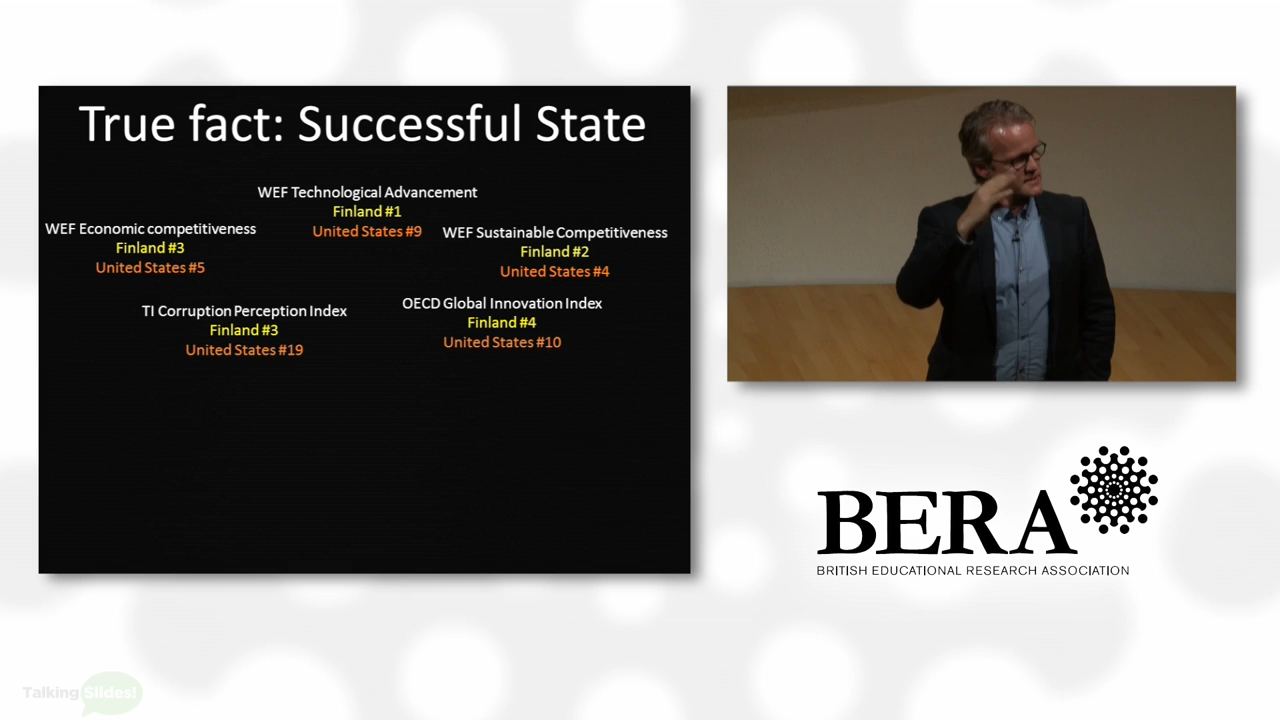 True fact: Successful State
WEF Technological Advancement
Finland #1
United States #9
WEF Economic competitiveness
Finland #3
United States #5
WEF Sustainable Competitiveness
Finland #2
United States #4
TI Corruption Perception Index
Finland #3
United States #19
OECD Global Innovation Index
Finland #4
United States #10
BERA
BRITISH EDUCATIONAL RESEARCH ASSOCIATION
Talking Slides!